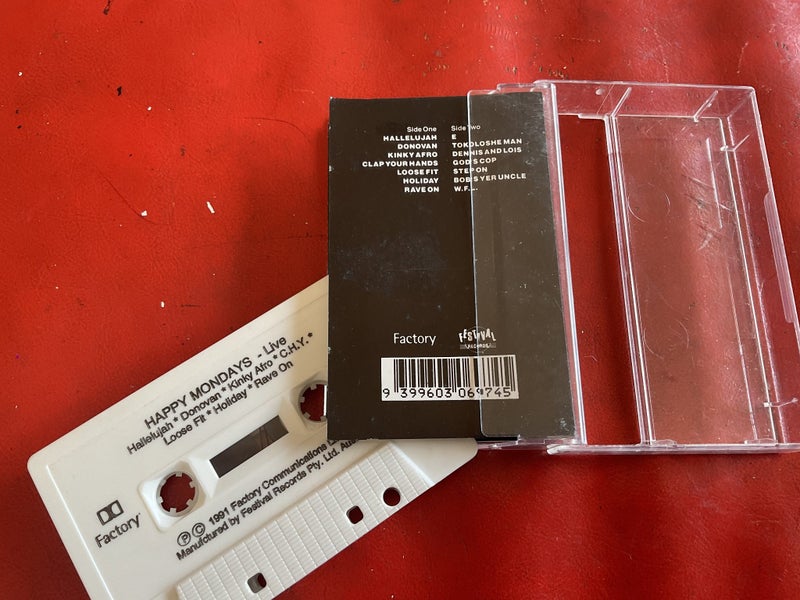 Side One
HALLELUJAH
DONOVAN
KINKY AFRO
CLAP YOUR HANDS
LOOSE FIT
HOLIDAY
RAVE ON
Side Two
E
TOKOLOSHE MAN
DENNIS AND LOIS
GOD'S COP
STEP ON
BOB'S YER UNCLE
W.F.L.
Factory
FESTIVAL
RECORDS
9 399603 069745
HAPPY MONDAYS - Live
Hallelujah * Donovan * Kinky Afro * C.H.Y. *
Loose Fit * Holiday * Rave On
Factory
Ⓟ © 1991 Factory Communications
Manufctured by Festival Records Pty. Ltd.